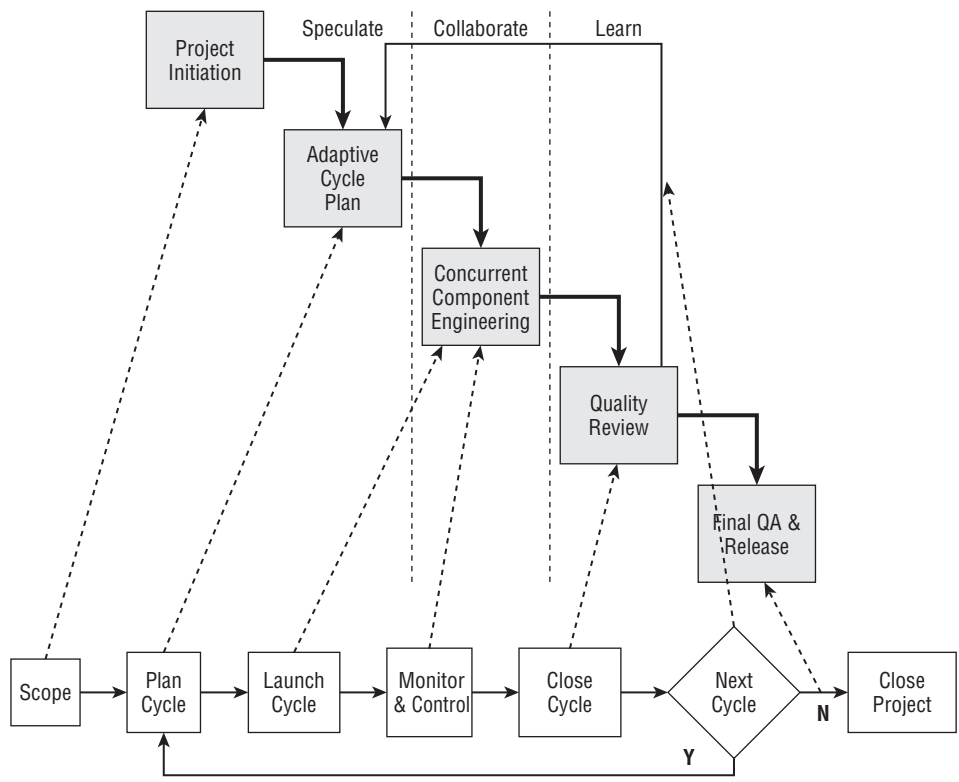 Speculate
Collaborate
Learn
Project
Initiation
Adaptive
Cycle
Plan
Concurrent
Component
Engineering
Quality
Review
Final QA &
Release
Scope
Plan
Cycle
Launch
Cycle
Monitor
& Control
Close
Cycle
Next
Cycle
N
Close
Project
Y